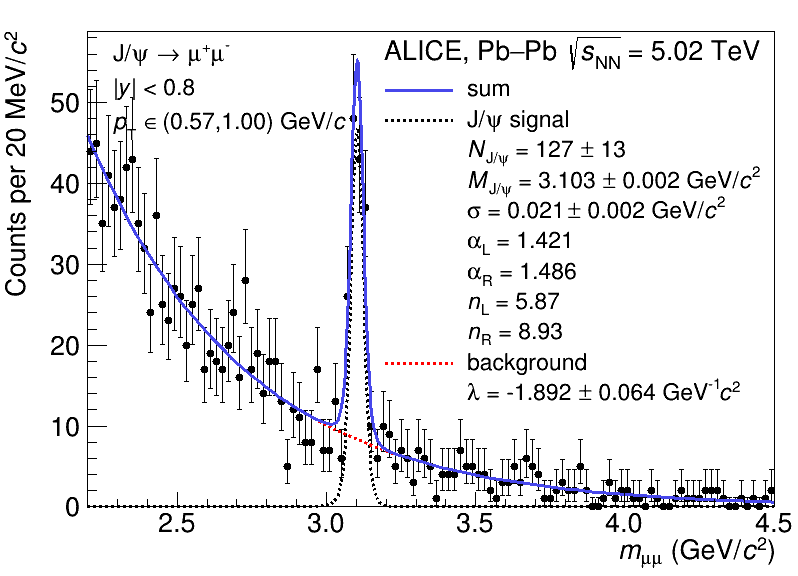 ALICE, Pb–Pb √sNN = 5.02 TeV
J/ψ → μ⁺μ⁻
|y| < 0.8
p_ ∈ (0.57,1.00) GeV/c
sum
J/ψ signal
N_J/ψ = 127 ± 13
M_J/ψ = 3.103 ± 0.002 GeV/c²
σ = 0.021 ± 0.002 GeV/c²
α_L = 1.421
α_R = 1.486
n_L = 5.87
n_R = 8.93
background
λ = -1.892 ± 0.064 GeV⁻¹c²
Counts per 20 MeV/c²
50
40
30
20
10
0
2.5 3.0 3.5 4.0 4.5
m_μμ (GeV/c²)